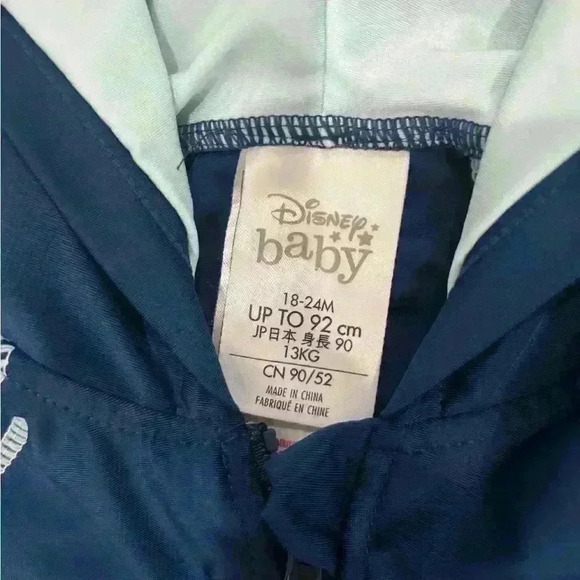 Disney
baby
18-24M
UP TO 92 cm
JP日本 身長 90
13KG
CN 90/52
MADE IN CHINA
FABRIQUÉ EN CHINE